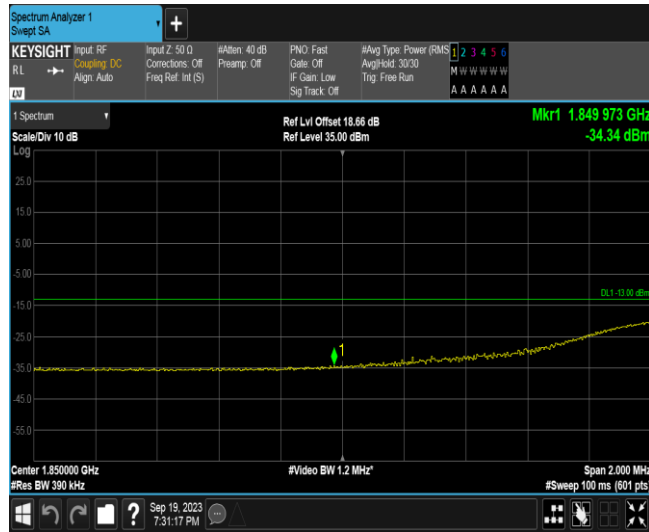 Spectrum Analyzer 1
Swept SA
+
KEYSIGHT
RL
LXI
Input: RF
Coupling: DC
Align: Auto
Input Z: 50 Ω
Corrections: Off
Freq Ref: Int (S)
#Atten: 40 dB
Preamp: Off
PNO: Fast
Gate: Off
IF Gain: Low
Sig Track: Off
#Avg Type: Power (RMS
Avg|Hold: 30/30
Trig: Free Run
1 2 3 4 5 6
M W W W W W
A A A A A A
1 Spectrum
Scale/Div 10 dB
Log
Ref Lvl Offset 18.66 dB
Ref Level 35.00 dBm
Mkr1 1.849 973 GHz
-34.34 dBm
25.0
15.0
5.00
-5.00
DL1 -13.00 dBm
-15.0
-25.0
1
-35.0
-45.0
-55.0
Center 1.850000 GHz
#Video BW 1.2 MHz*
Span 2.000 MHz
#Res BW 390 kHz
#Sweep 100 ms (601 pts)
?
Sep 19, 2023
7:31:17 PM